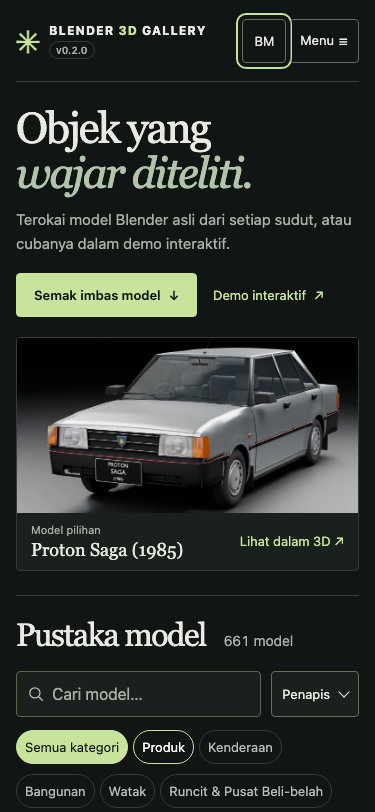 BLENDER 3D GALLERY
v0.2.0
BM
Menu
Objek yang
wajar diteliti.
Terokai model Blender asli dari setiap sudut, atau
cubanya dalam demo interaktif.
Semak imbas model ↓
Demo interaktif ↗
PROTON
SAGA
(1985)
Model pilihan
Proton Saga (1985)
Lihat dalam 3D ↗
Pustaka model
661 model
Cari model...
Penapis
Semua kategori
Produk
Kenderaan
Bangunan
Watak
Runcit & Pusat Beli-belah